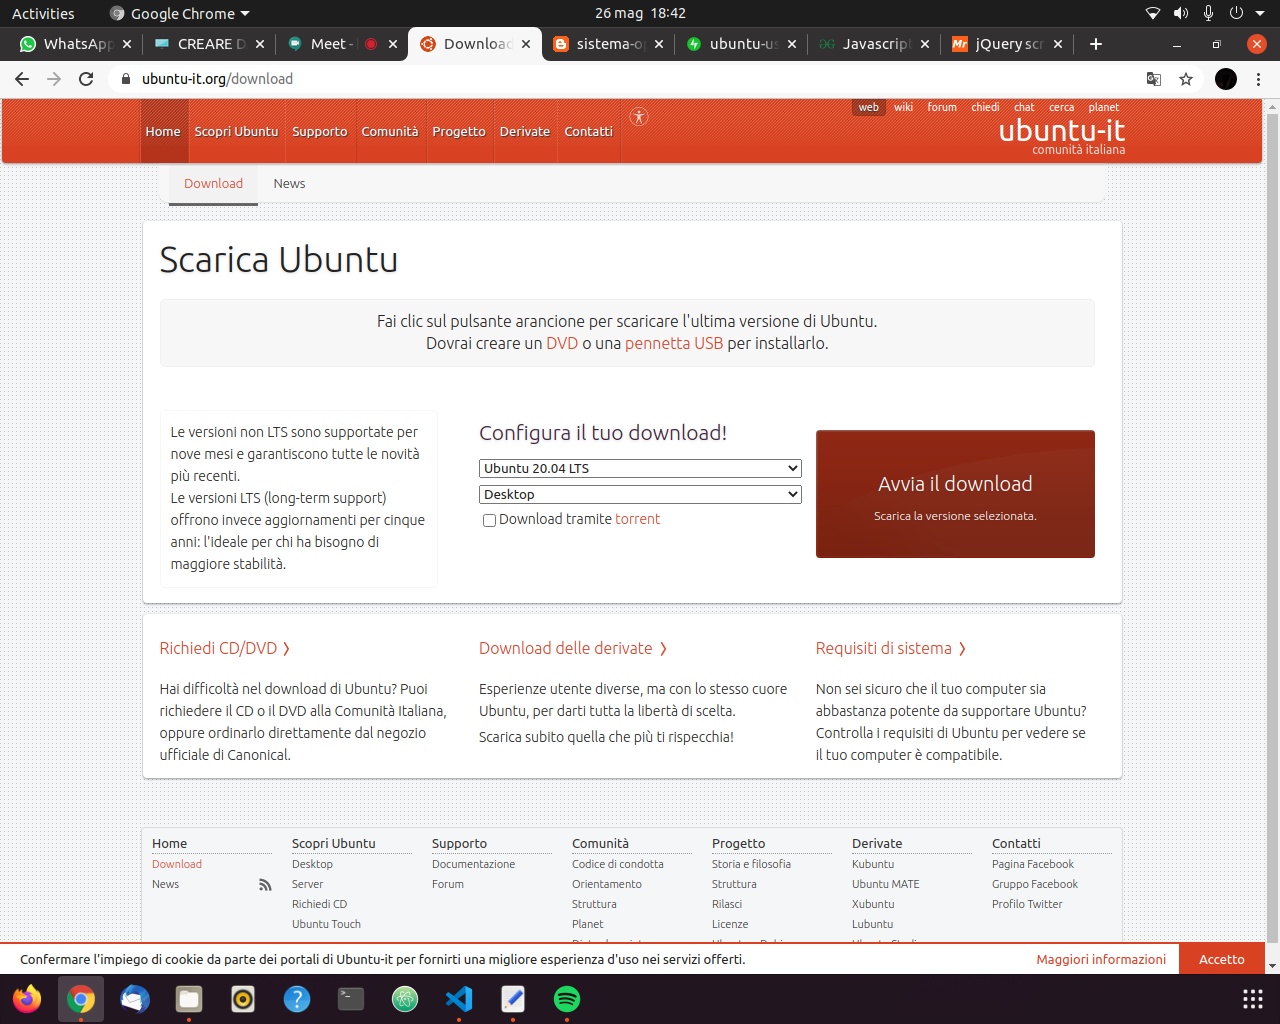 Activities
Google Chrome
26 mag 18:42
WhatsApp
CREARE D
Meet -
Download
sistema-o
ubuntu-us
Javascrip
jQuery scr
ubuntu-it.org/download
web wiki forum chiedi chat cerca planet
Home Scopri Ubuntu Supporto Comunità Progetto Derivate Contatti
ubuntu-it
comunità italiana
Download News
Scarica Ubuntu
Fai clic sul pulsante arancione per scaricare l'ultima versione di Ubuntu.
Dovrai creare un DVD o una pennetta USB per installarlo.
Le versioni non LTS sono supportate per
nove mesi e garantiscono tutte le novità
più recenti.
Le versioni LTS (long-term support)
offrono invece aggiornamenti per cinque
anni: l'ideale per chi ha bisogno di
maggiore stabilità.
Configura il tuo download!
Ubuntu 20.04 LTS
Desktop
Download tramite torrent
Avvia il download
Scarica la versione selezionata.
Richiedi CD/DVD
Hai difficoltà nel download di Ubuntu? Puoi
richiedere il CD o il DVD alla Comunità Italiana,
oppure ordinarlo direttamente dal negozio
ufficiale di Canonical.
Download delle derivate
Esperienze utente diverse, ma con lo stesso cuore
Ubuntu, per darti tutta la libertà di scelta.
Scarica subito quella che più ti rispecchia!
Requisiti di sistema
Non sei sicuro che il tuo computer sia
abbastanza potente da supportare Ubuntu?
Controlla i requisiti di Ubuntu per vedere se
il tuo computer è compatibile.
Home
Download
News
Scopri Ubuntu
Desktop
Server
Richiedi CD
Ubuntu Touch
Supporto
Documentazione
Forum
Comunità
Codice di condotta
Orientamento
Struttura
Planet
Progetto
Storia e filosofia
Struttura
Rilasci
Licenze
Derivate
Kubuntu
Ubuntu MATE
Xubuntu
Lubuntu
Contatti
Pagina Facebook
Gruppo Facebook
Profilo Twitter
Confermare l'impiego di cookie da parte dei portali di Ubuntu-it per fornirti una migliore esperienza d'uso nei servizi offerti.
Maggiori informazioni
Accetto